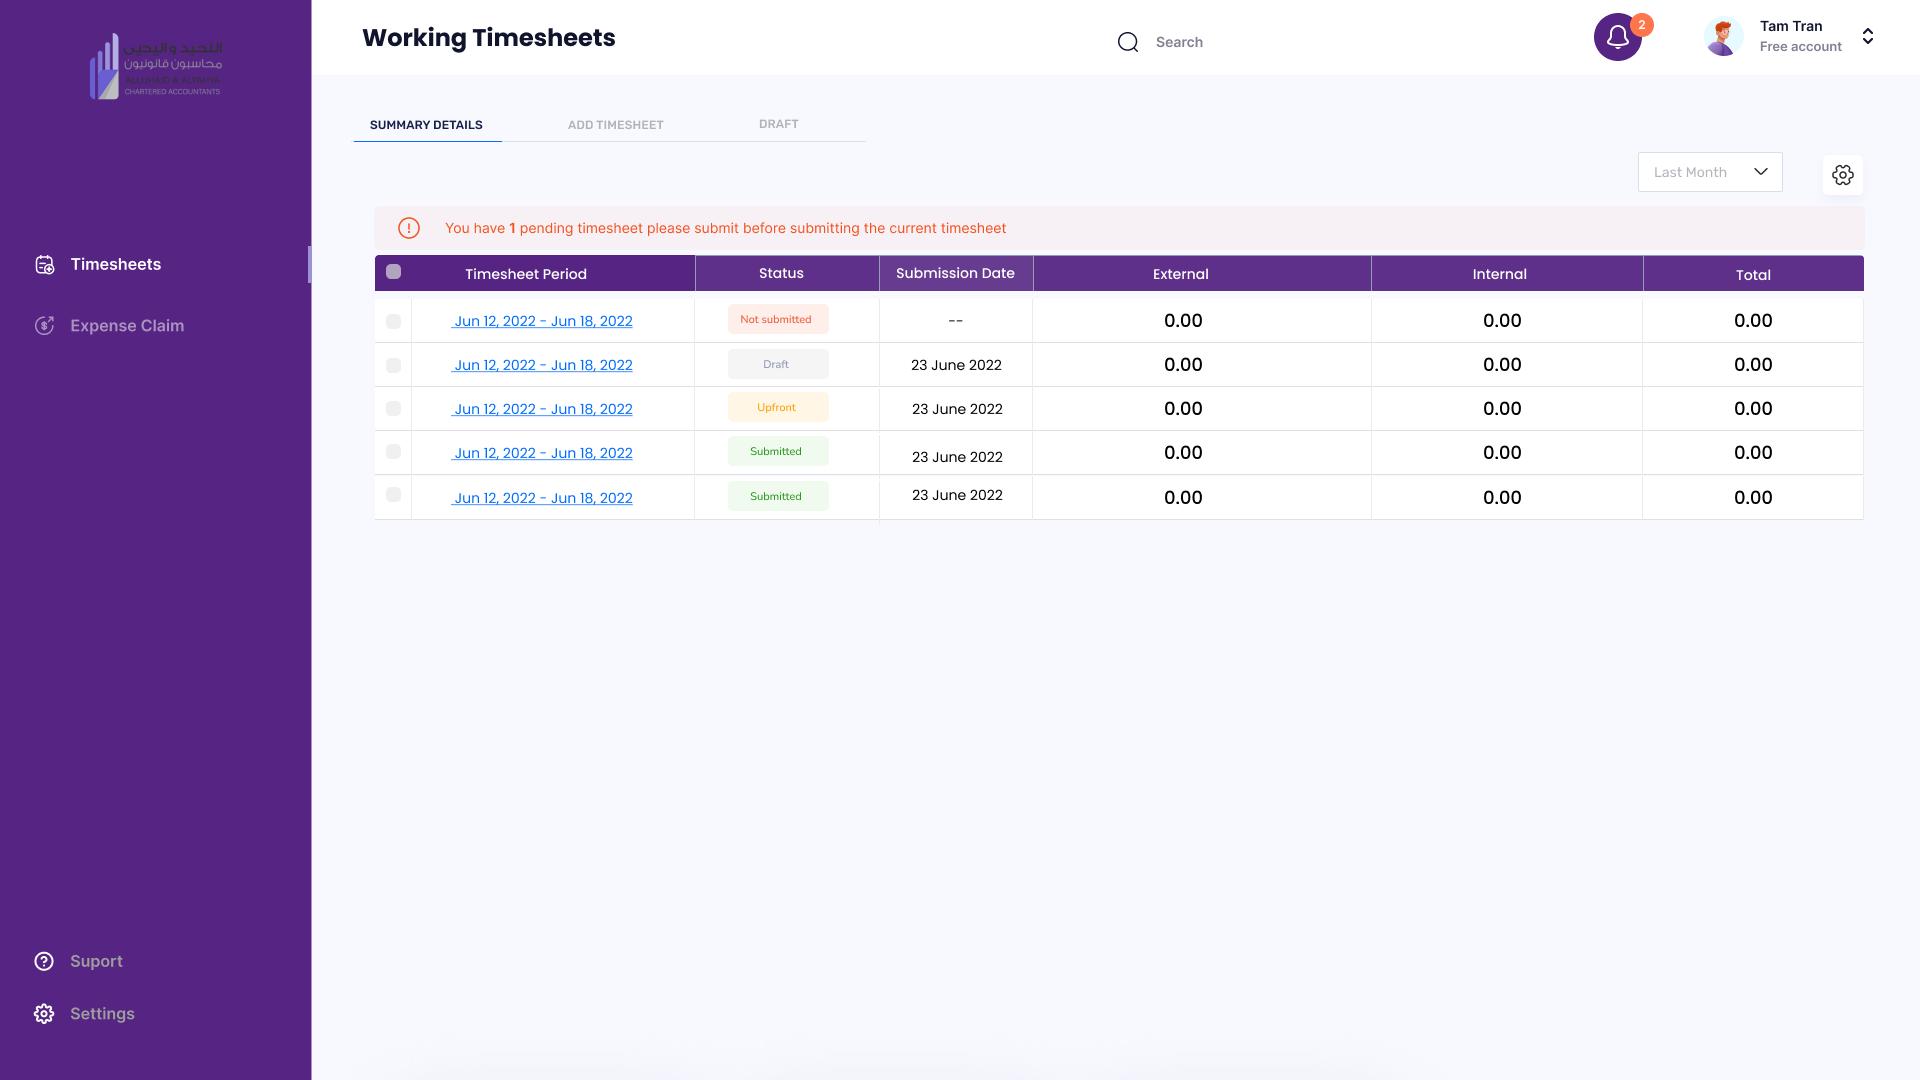 النجيد واليحيى
محاسبون قانونيون
CHARTERED ACCOUNTANTS
Working Timesheets
Search
2
Tam Tran
Free account
SUMMARY DETAILS ADD TIMESHEET DRAFT
Last Month
Timesheets
Expense Claim
You have 1 pending timesheet please submit before submitting the current timesheet
Timesheet Period Status Submission Date External Internal Total
Jun 12, 2022 - Jun 18, 2022 Not submitted -- 0.00 0.00 0.00
Jun 12, 2022 - Jun 18, 2022 Draft 23 June 2022 0.00 0.00 0.00
Jun 12, 2022 - Jun 18, 2022 Upfront 23 June 2022 0.00 0.00 0.00
Jun 12, 2022 - Jun 18, 2022 Submitted 23 June 2022 0.00 0.00 0.00
Jun 12, 2022 - Jun 18, 2022 Submitted 23 June 2022 0.00 0.00 0.00
Suport
Settings